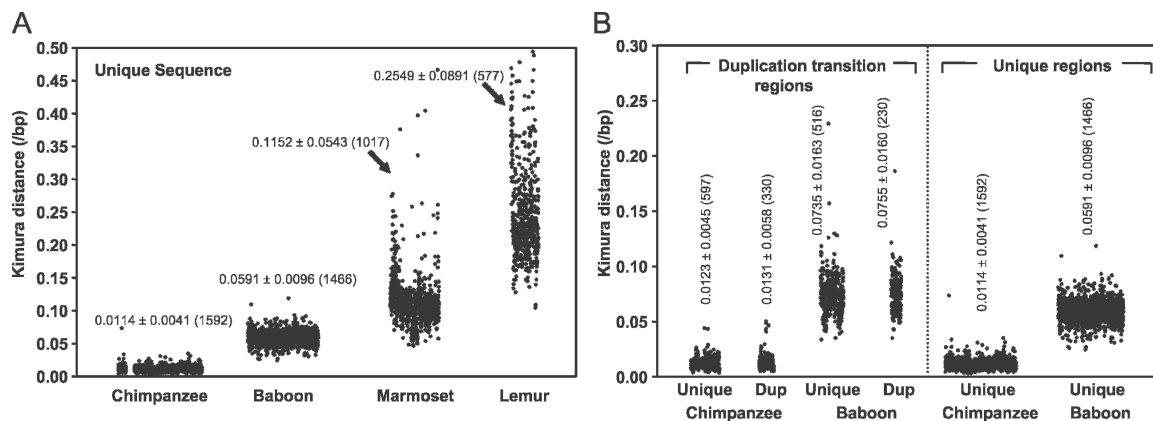 A
Unique Sequence
Kimura distance (/bp)
0.50
0.45
0.40
0.35
0.30
0.25
0.20
0.15
0.10
0.05
0.00
0.0114 ± 0.0041 (1592)
0.0591 ± 0.0096 (1466)
0.1152 ± 0.0543 (1017)
0.2549 ± 0.0891 (577)
Chimpanzee
Baboon
Marmoset
Lemur
B
Kimura distance (/bp)
0.30
0.25
0.20
0.15
0.10
0.05
0.00
Duplication transition
regions
Unique regions
0.0123 ± 0.0045 (597)
0.0131 ± 0.0058 (330)
0.0735 ± 0.0163 (516)
0.0755 ± 0.0160 (230)
0.0114 ± 0.0041 (1592)
0.0591 ± 0.0096 (1466)
Unique Dup Unique Dup Unique Unique
Chimpanzee Baboon Chimpanzee Baboon